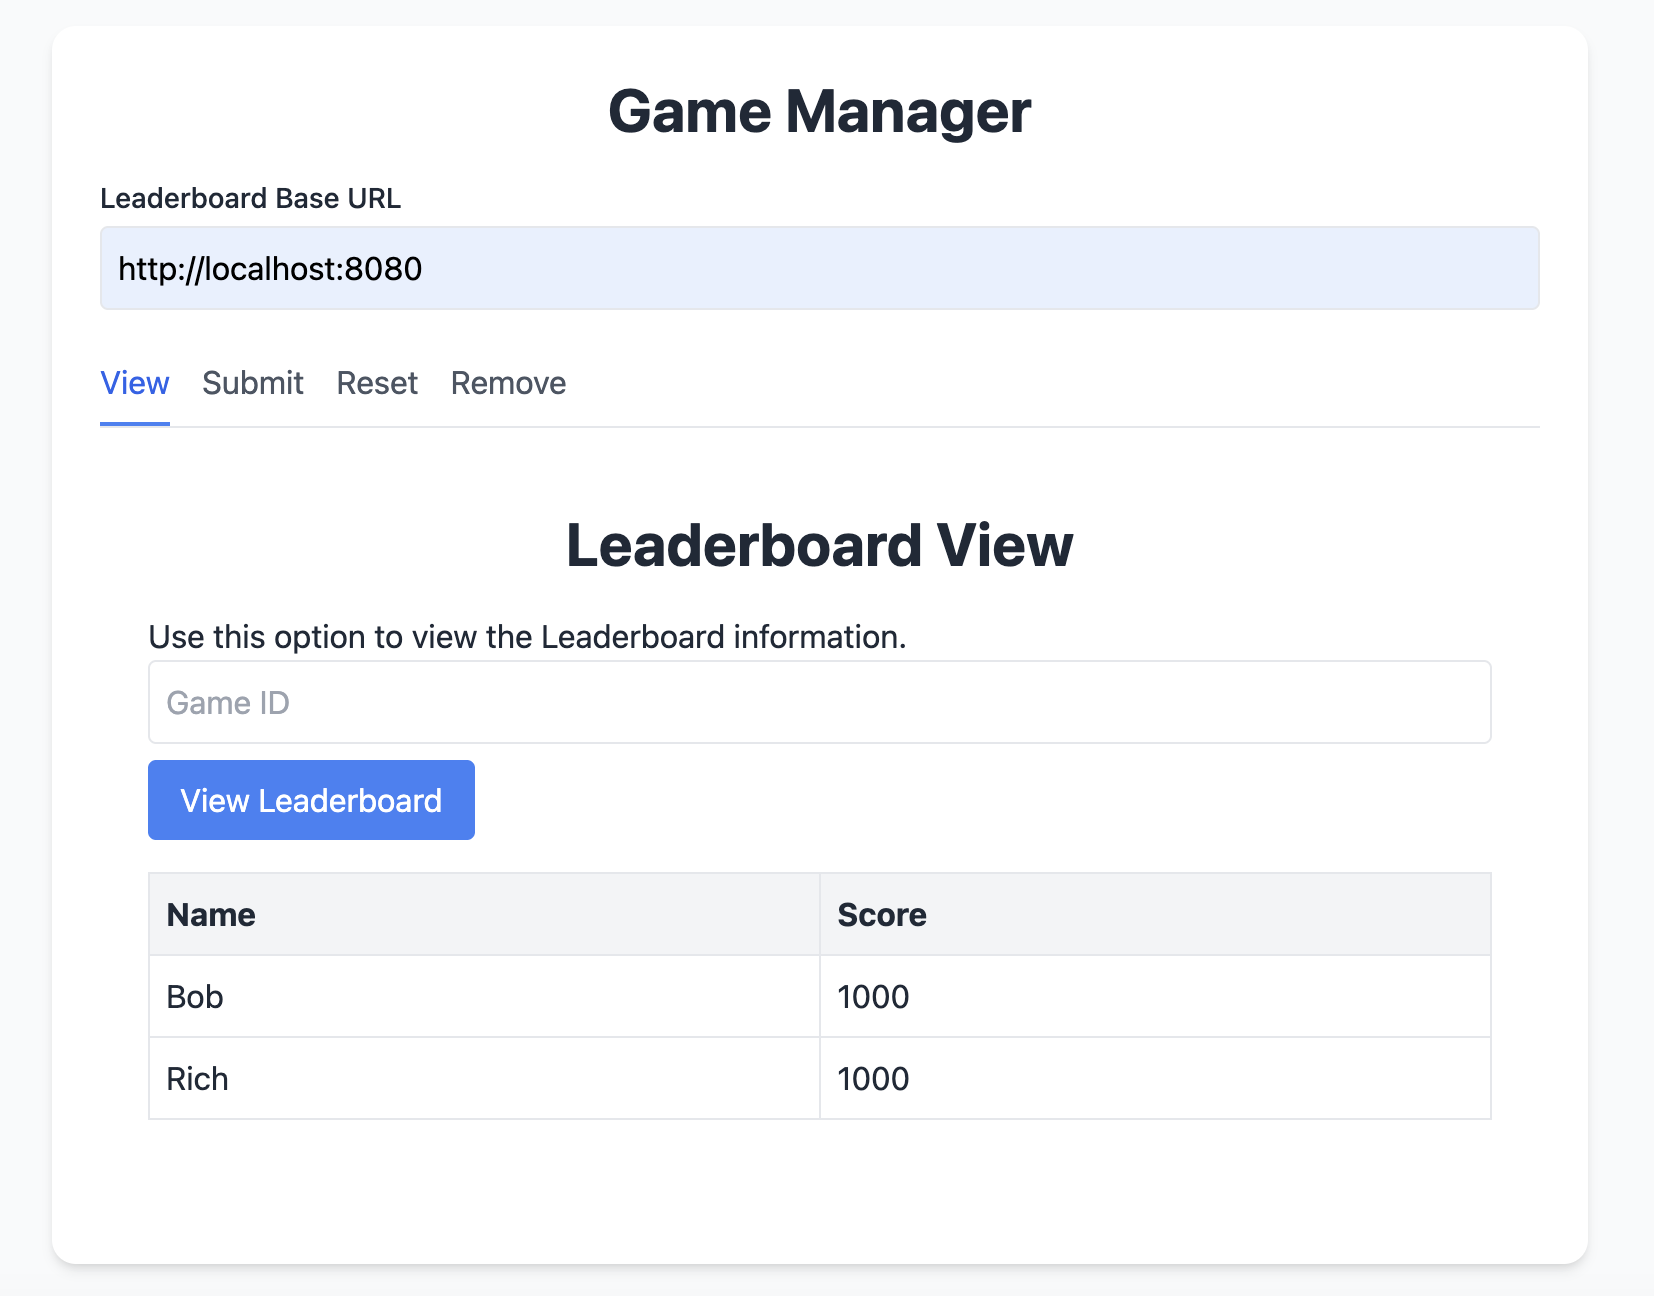 Game Manager
Leaderboard Base URL
http://localhost:8080
View Submit Reset Remove
Leaderboard View
Use this option to view the Leaderboard information.
Game ID
View Leaderboard
Name Score
Bob 1000
Rich 1000